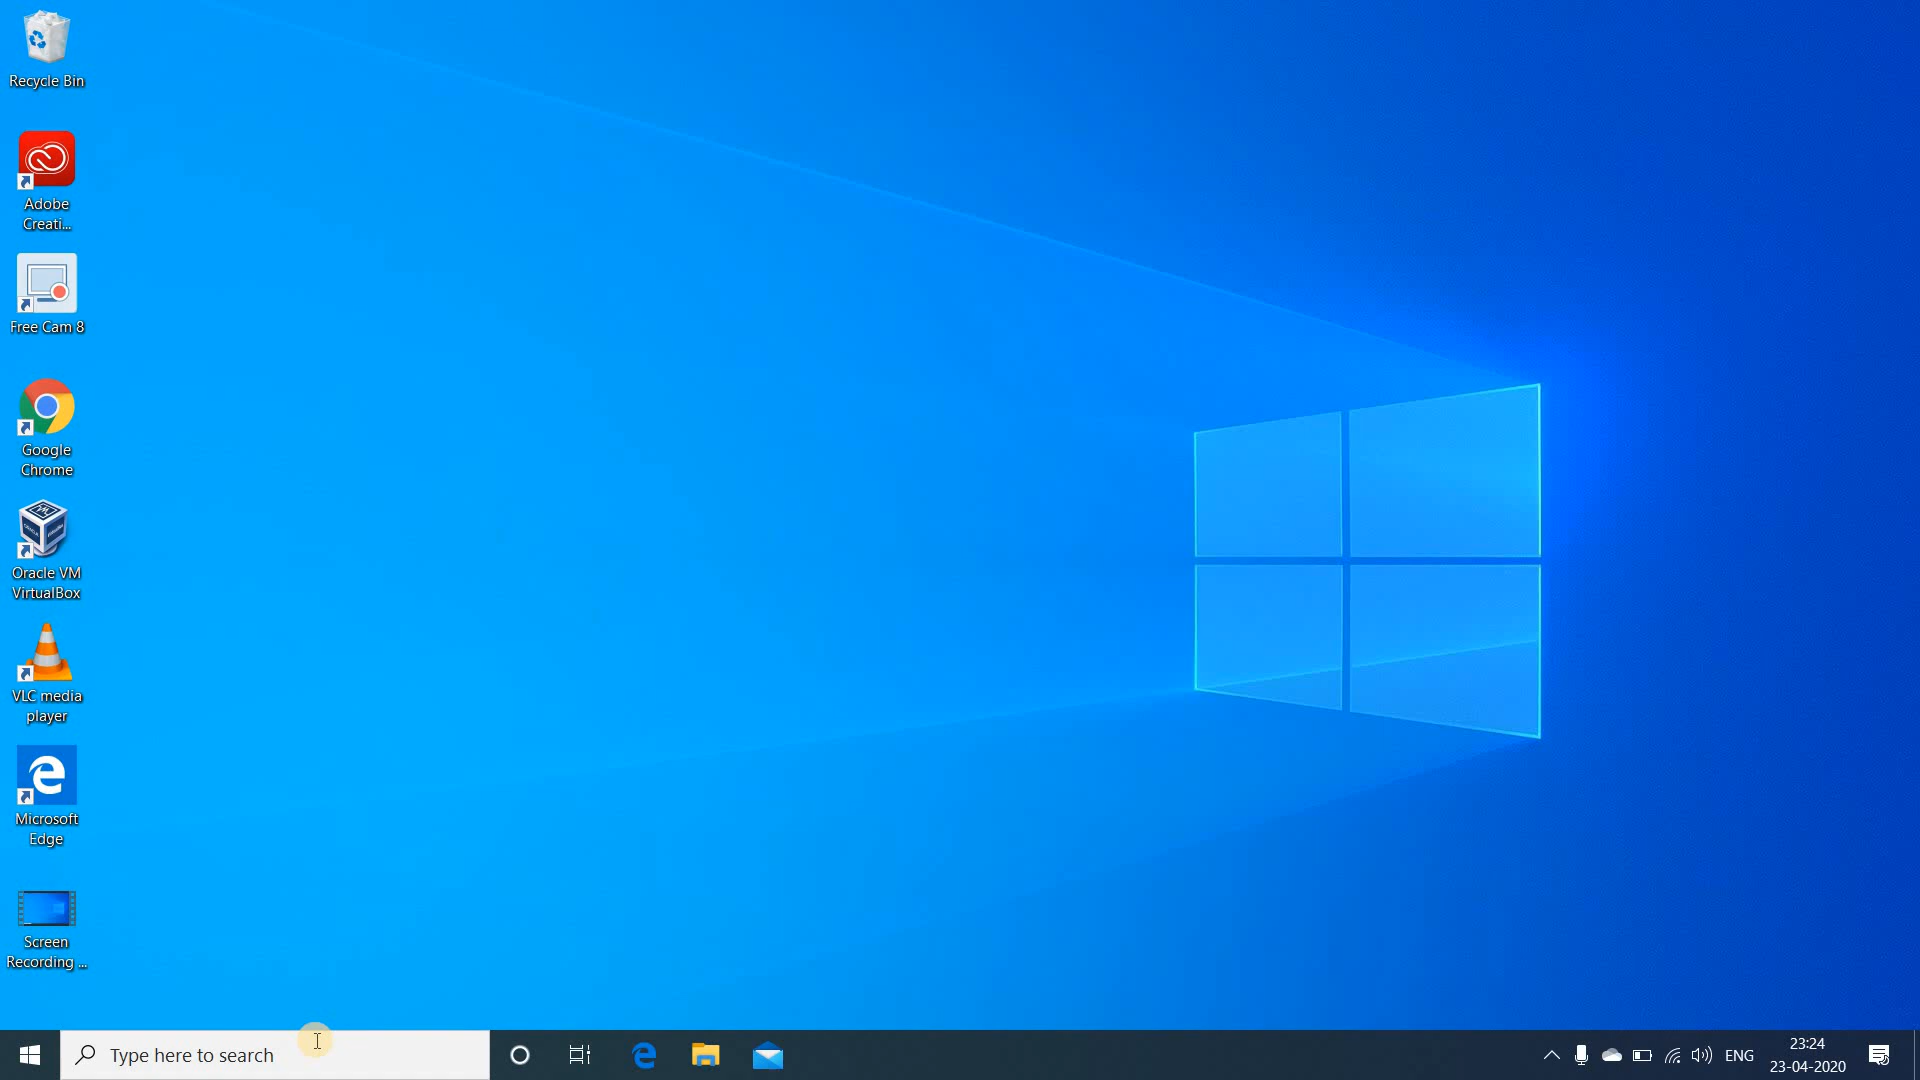 Recycle Bin
Adobe
Creati...
Free Cam 8
Google
Chrome
Oracle VM
VirtualBox
VLC media
player
Microsoft
Edge
Screen
Recording ...
Type here to search
ENG
23:24
23-04-2020